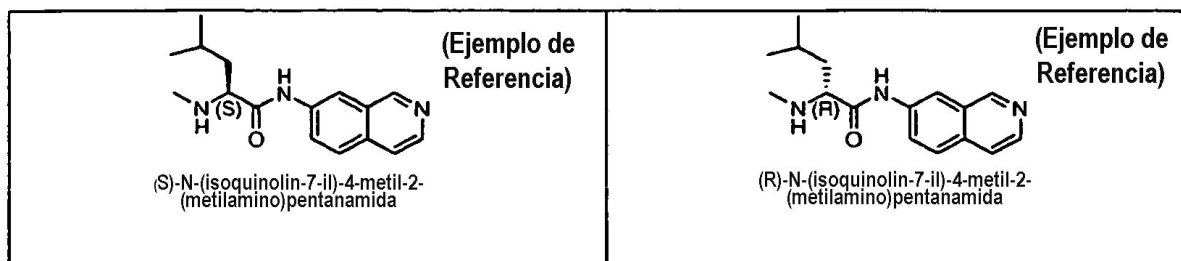 (Ejemplo de
Referencia)
H
N
N
H
(S)
O
N
(S)-N-(isoquinolin-7-il)-4-metil-2-
(metilamino)pentanamida
(Ejemplo de
Referencia)
H
N
N
H
(R)
O
N
(R)-N-(isoquinolin-7-il)-4-metil-2-
(metilamino)pentanamida